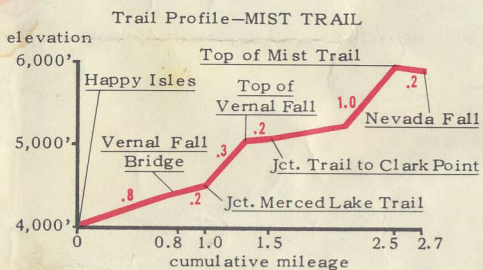 Trail Profile—MIST TRAIL
elevation
6,000'
Top of Mist Trail
Happy Isles
Top of
Vernal Fall
1.0
.2
Nevada Fall
5,000'
Vernal Fall
Bridge
.3
.2
Jct. Trail to Clark Point
.8
.2
Jct. Merced Lake Trail
4,000'
0
0.8
1.0
1.5
2.5
2.7
cumulative mileage